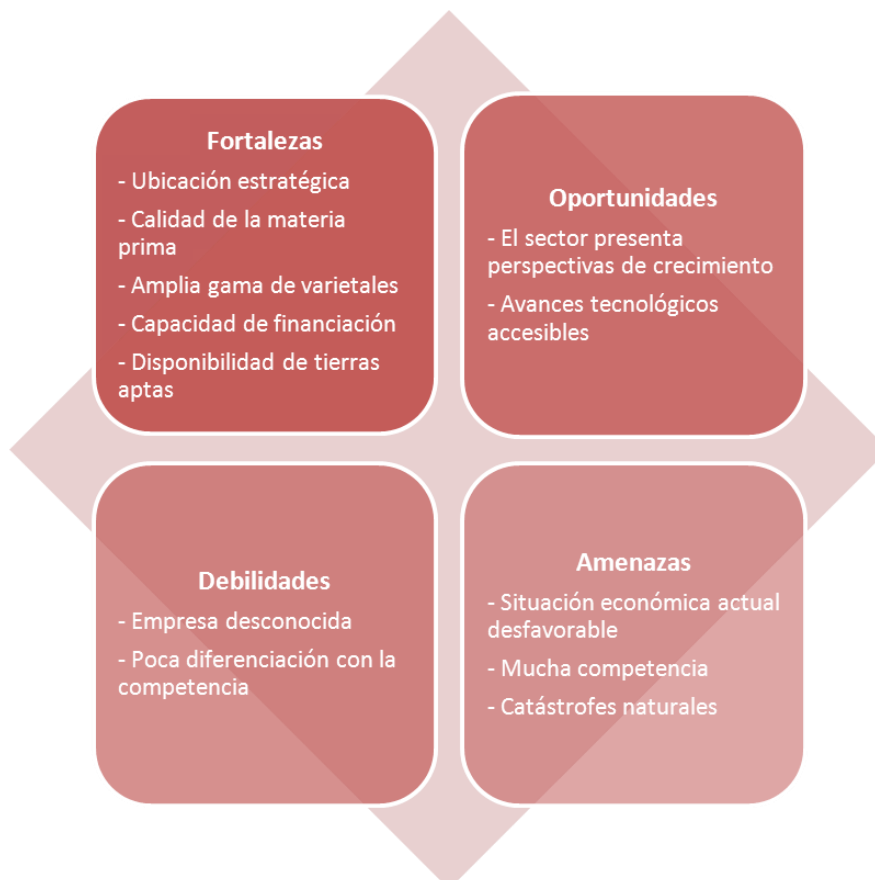 Fortalezas
- Ubicación estratégica
- Calidad de la materia
prima
- Amplia gama de varietales
- Capacidad de financiación
- Disponibilidad de tierras
aptas
Oportunidades
- El sector presenta
perspectivas de crecimiento
- Avances tecnológicos
accesibles
Debilidades
- Empresa desconocida
- Poca diferenciación con la
competencia
Amenazas
- Situación económica actual
desfavorable
- Mucha competencia
- Catástrofes naturales